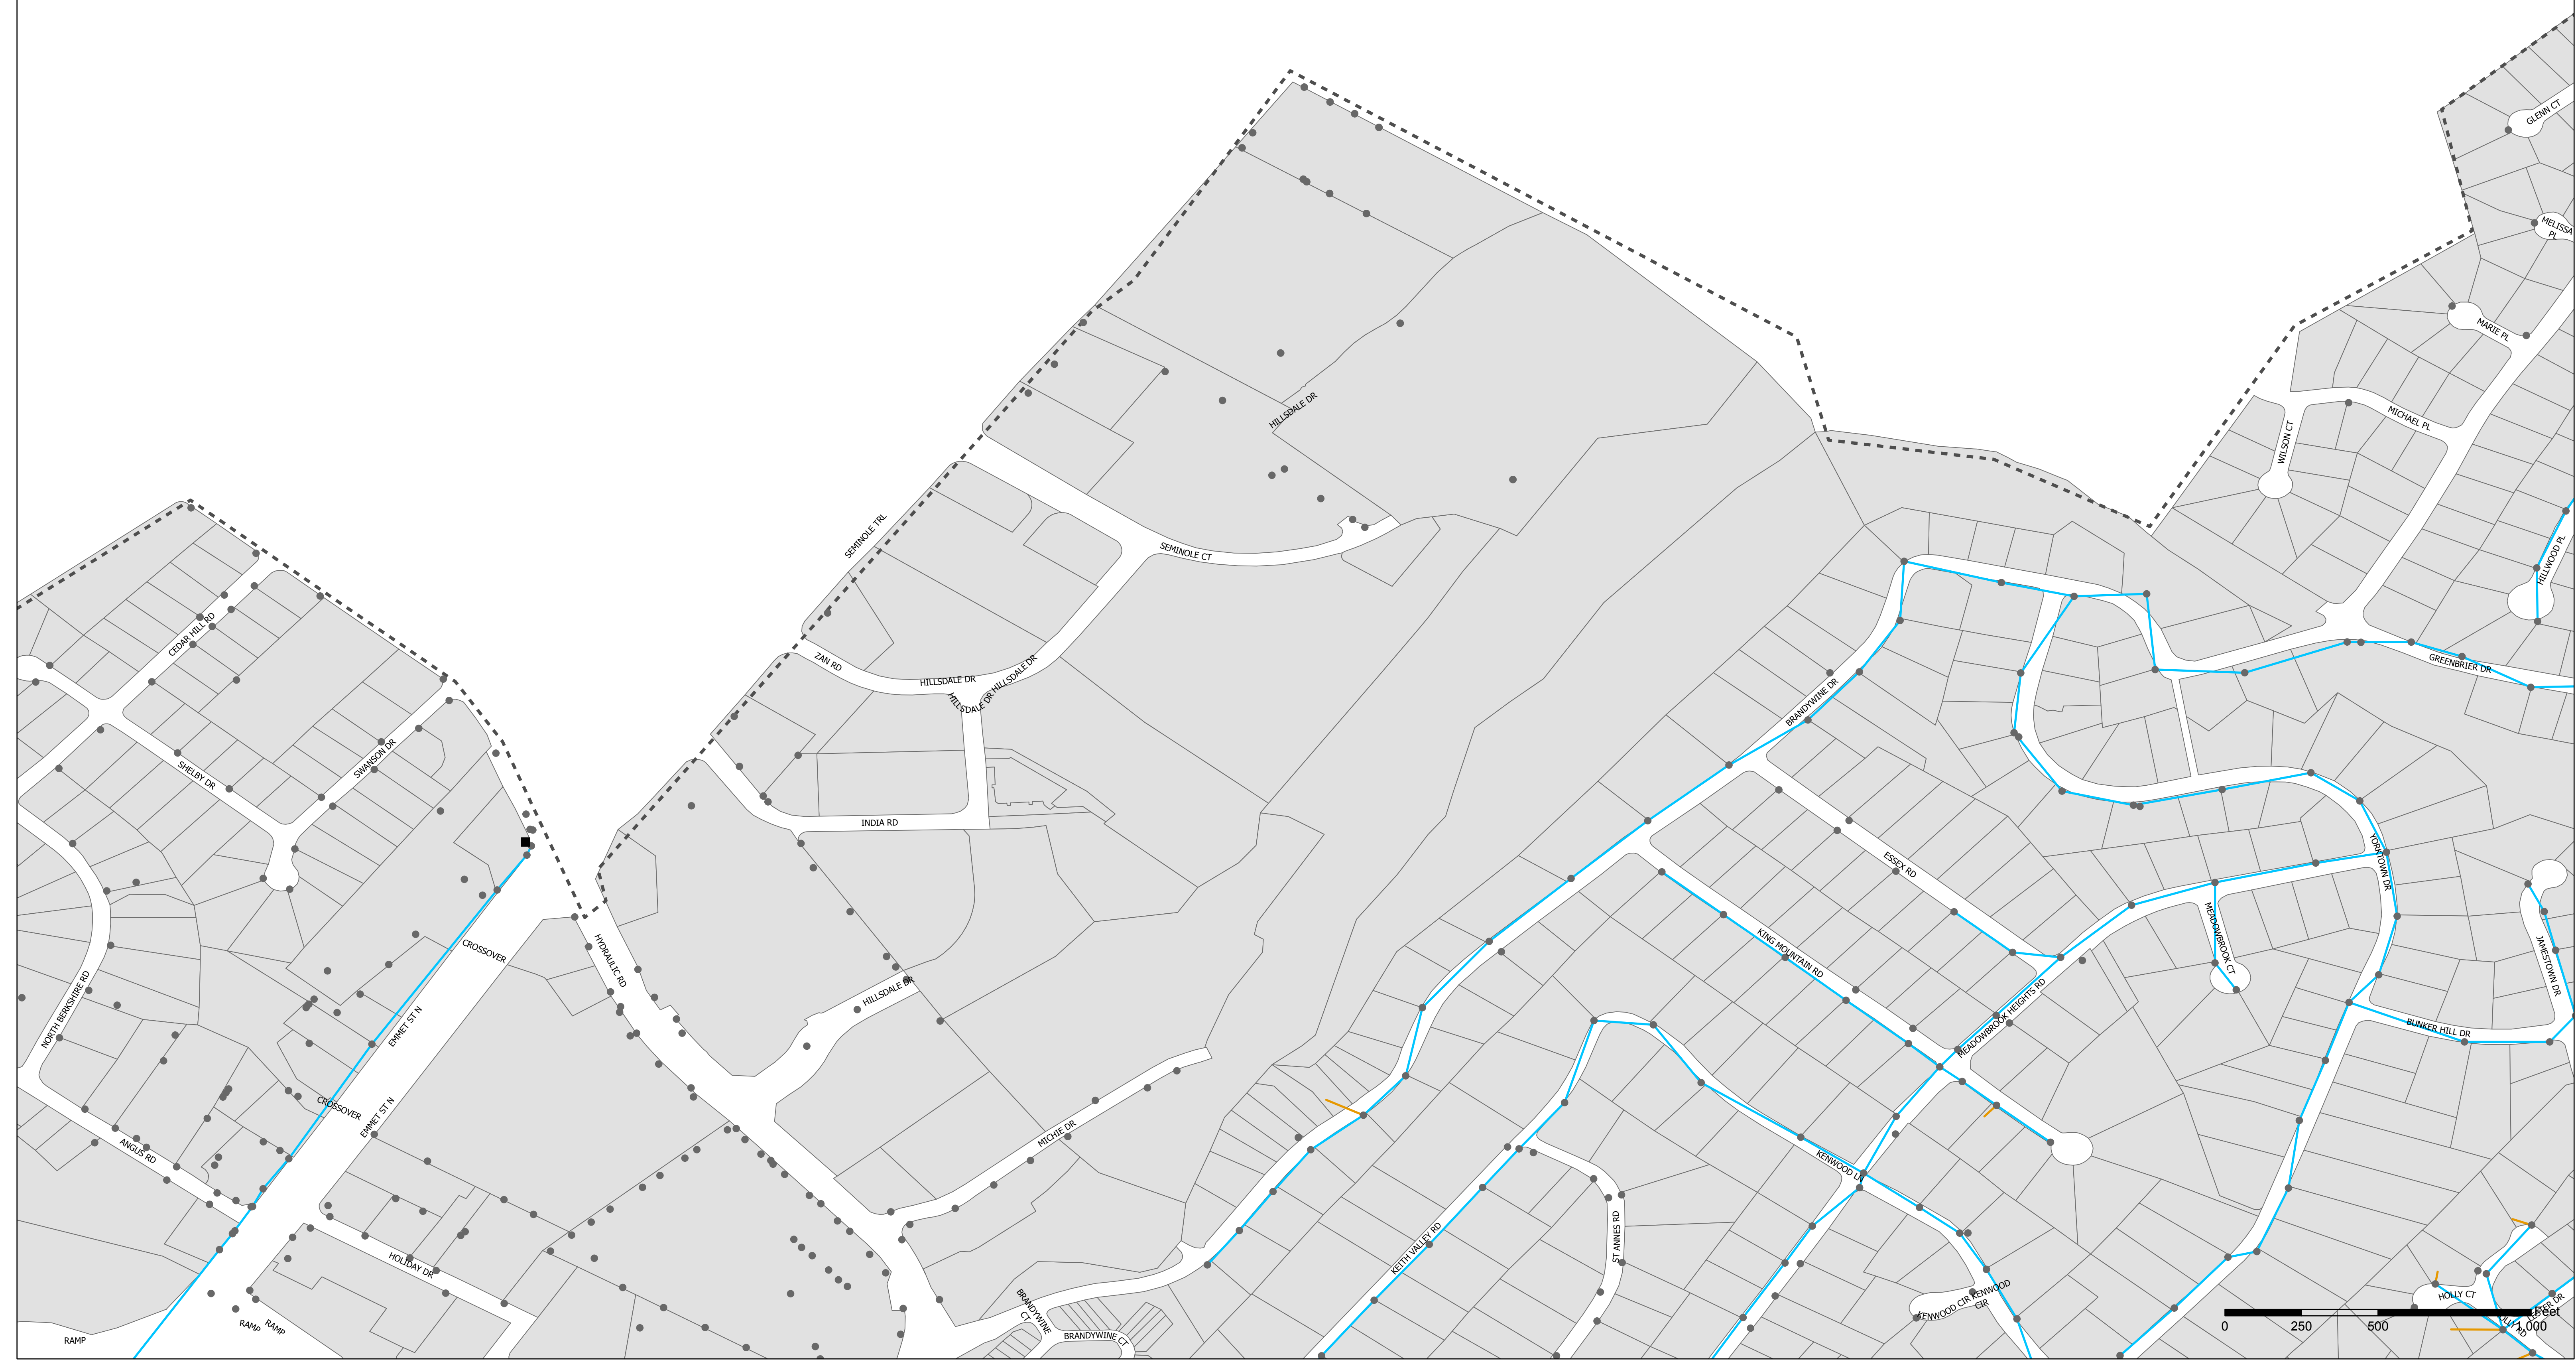 GLENN CT
MELISSA
PL
MARIE PL
MICHAEL PL
WILSON CT
HILLSDALE DR
SEMINOLE TRL
SEMINOLE CT
HILLWOOD PL
CEDAR HILL RD
ZAN RD
HILLSDALE DR
HILLSDALE DR
HILLSDALE DR
GREENBRIER DR
BRANDYWINE DR
SWANSON DR
SHELBY DR
INDIA RD
ESSEX RD
YORKTOWN DR
CROSSOVER
HYDRAULIC RD
KING MOUNTAIN RD
MEADOWBROOK CT
JAMESTOWN DR
HILLSDALE DR
NORTH BERKSHIRE RD
EMMET ST N
MEADOWBROOK HEIGHTS RD
BUNKER HILL DR
CROSSOVER
EMMET ST N
MICHIE DR
ANGUS RD
KENWOOD LN
ST ANNES RD
KEITH VALLEY RD
HOLIDAY DR
KENWOOD CIR
KENWOOD
CIR
HOLLY CT
BRANDYWINE
CT
BRANDYWINE CT
RAMP
RAMP
RAMP
Feet
0
250
500
1,000